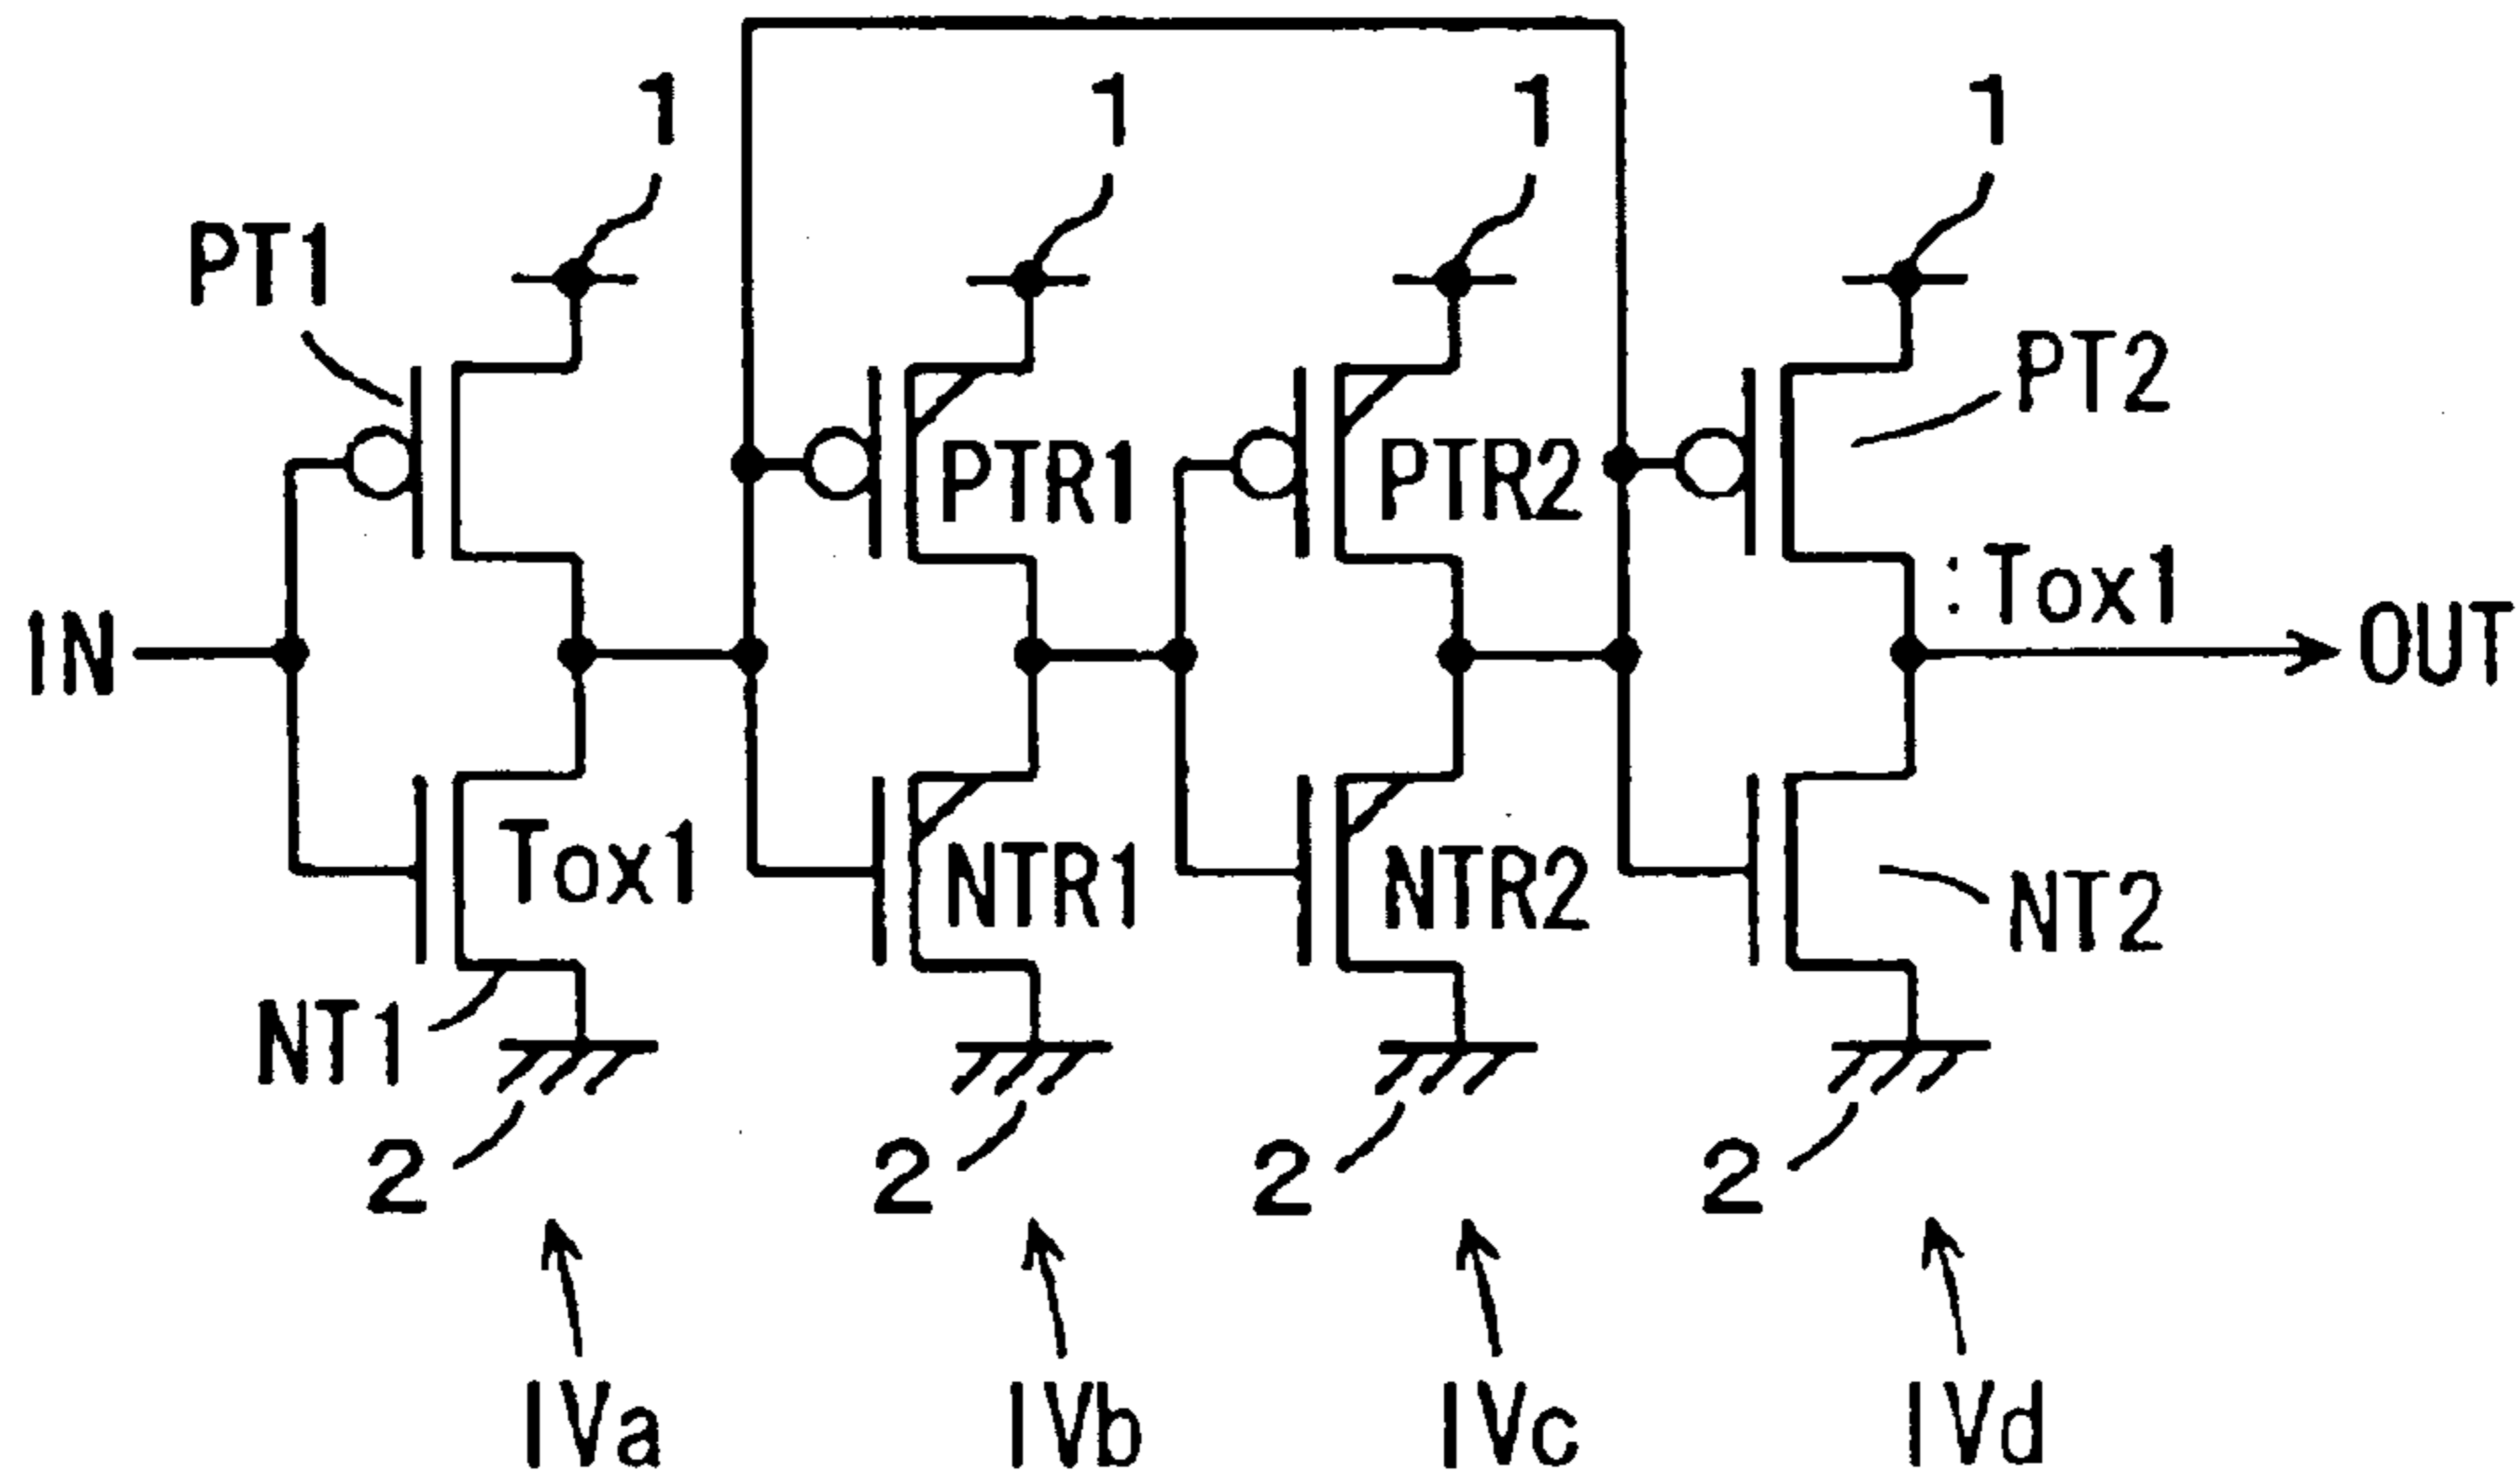 1 1 1 1
PT1
PT2
PTR1 PTR2
:Tox1
IN OUT
Tox1 NTR1 NTR2
NT2
NT1
2 2 2 2
IVa IVb IVc IVd